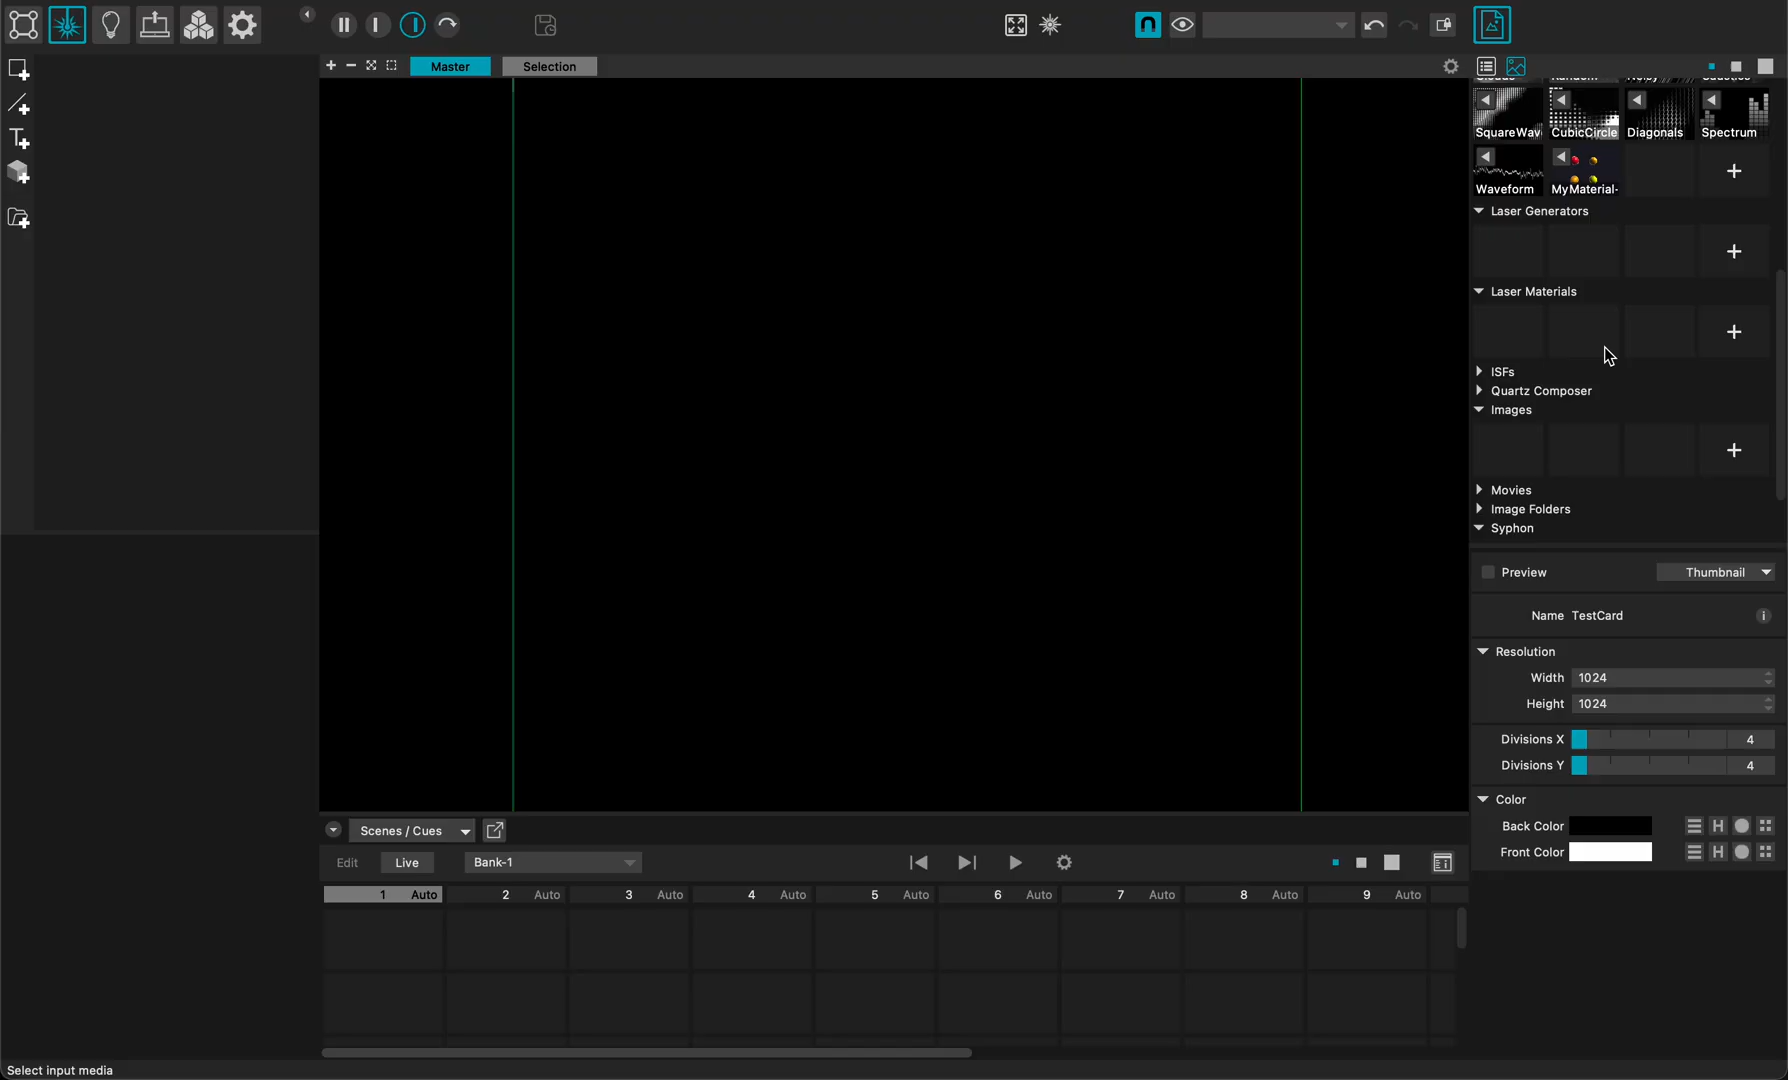 Master
Selection
SquareWav
CubicCircle
Diagonals
Spectrum
Waveform
MyMaterial-
Laser Generators
Laser Materials
ISFs
Quartz Composer
Images
Movies
Image Folders
Syphon
Preview
Thumbnail
Name TestCard
Resolution
Width 1024
Height 1024
Divisions X 4
Divisions Y 4
Color
Back Color
Front Color
Scenes / Cues
Edit Live Bank-1
1 Auto 2 Auto 3 Auto 4 Auto 5 Auto 6 Auto 7 Auto 8 Auto 9 Auto
Select input media